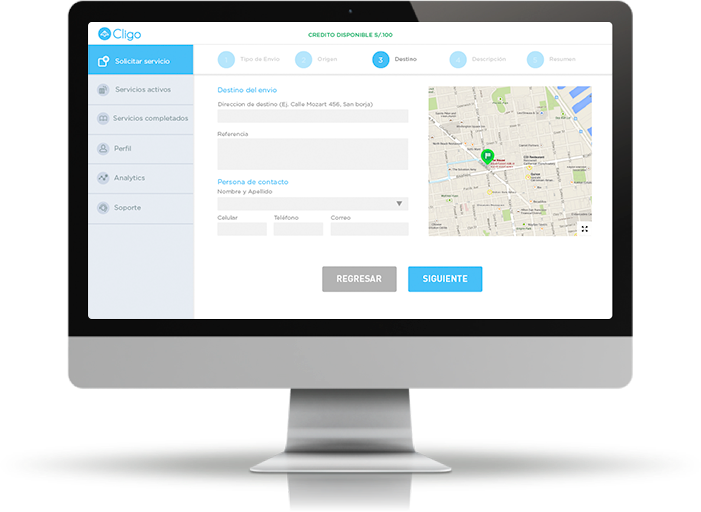 Cligo
CREDITO DISPONIBLE S/.100
Solicitar servicio
Servicios activos
Servicios completados
Perfil
Analytics
Soporte
1 Tipo de Envio
2 Origen
3 Destino
4 Descripción
5 Resumen
Destino del envio
Direccion de destino (Ej. Calle Mozart 456, San borja)
Referencia
Persona de contacto
Nombre y Apellido
Celular
Teléfono
Correo
REGRESAR
SIGUIENTE